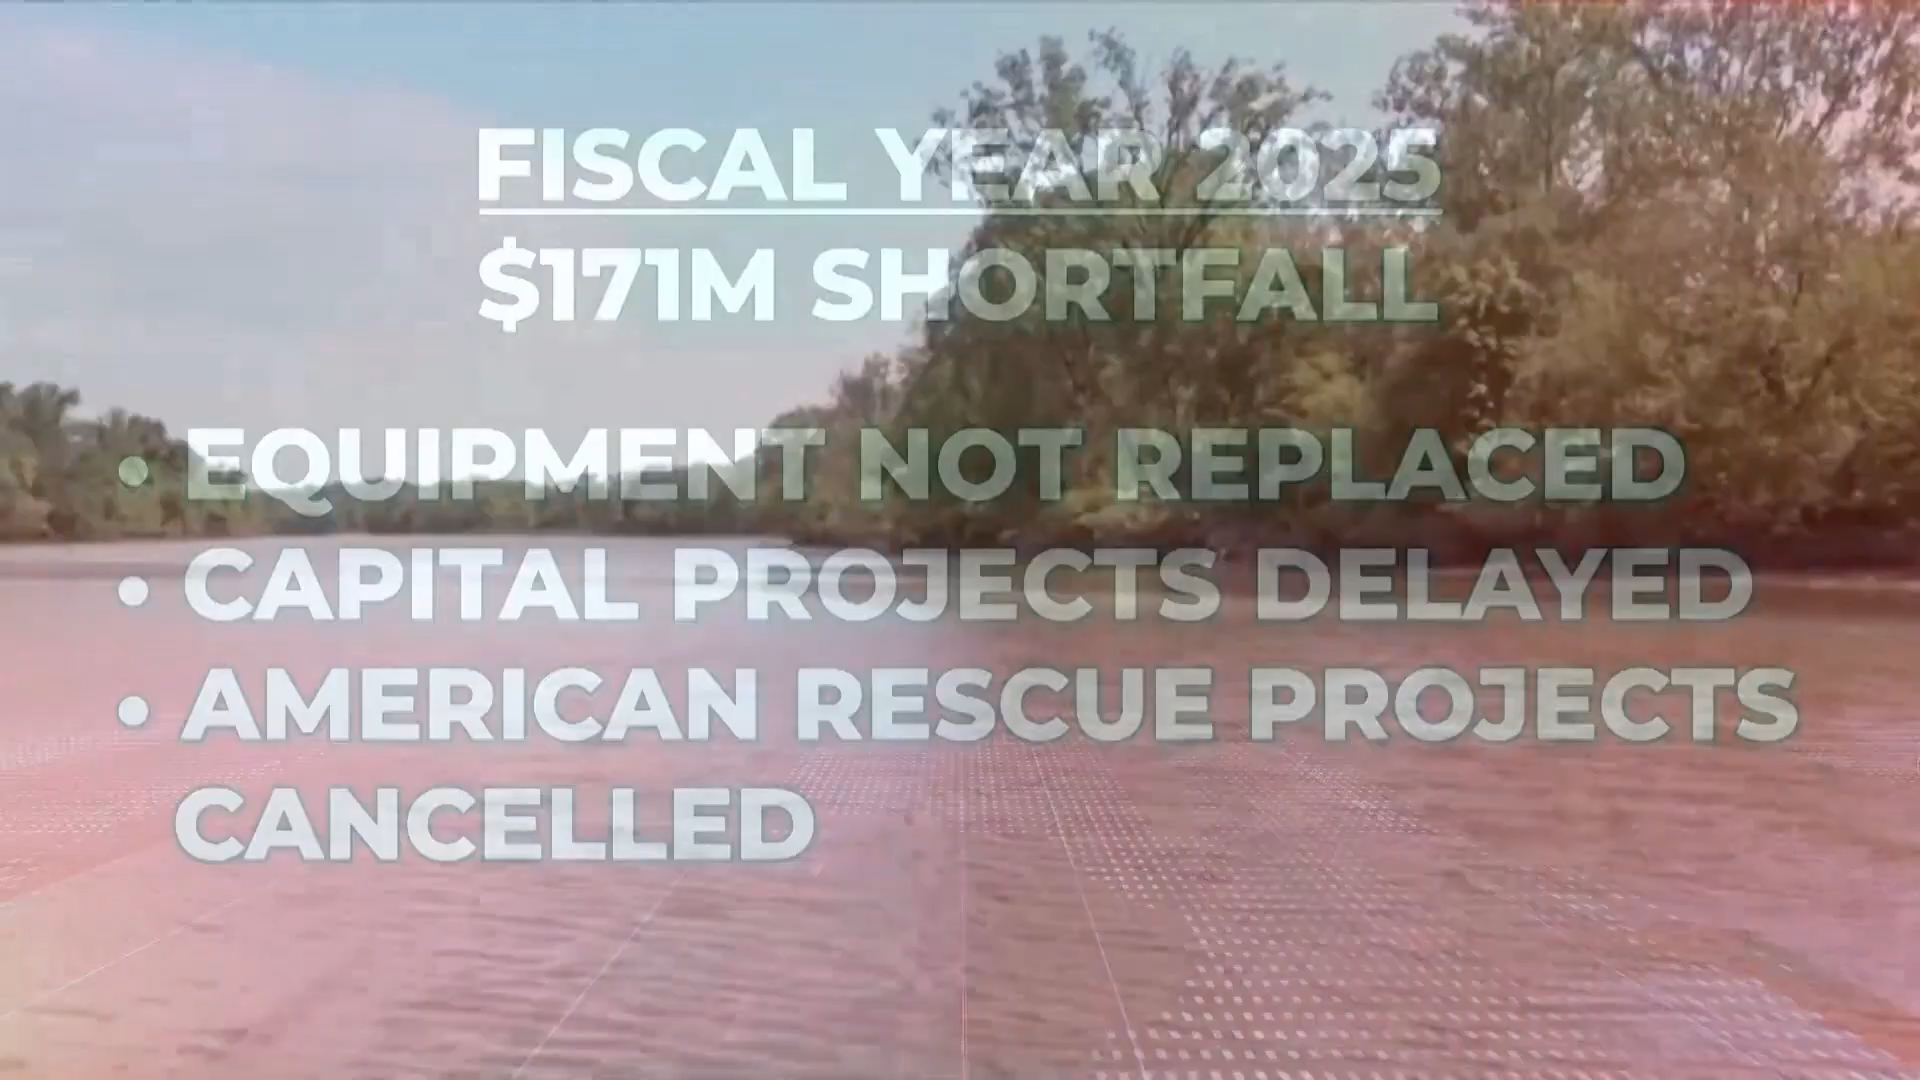 FISCAL YEAR 2025
$171M SHORTFALL
• EQUIPMENT NOT REPLACED
• CAPITAL PROJECTS DELAYED
• AMERICAN RESCUE PROJECTS
CANCELLED